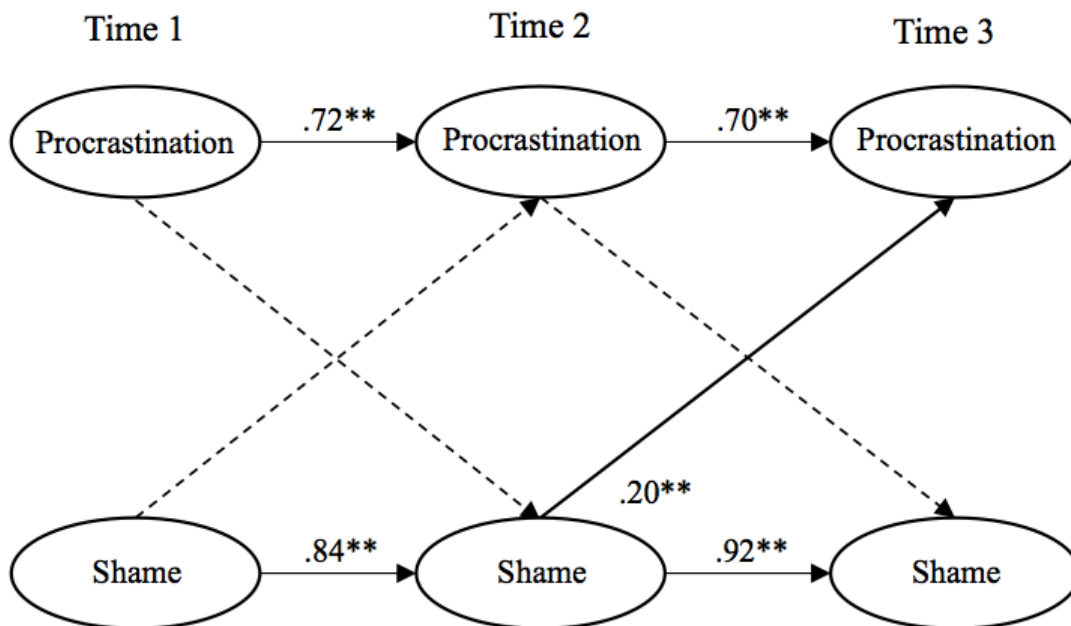 Time 1
Time 2
Time 3
Procrastination
.72**
Procrastination
.70**
Procrastination
.20**
Shame
.84**
Shame
.92**
Shame